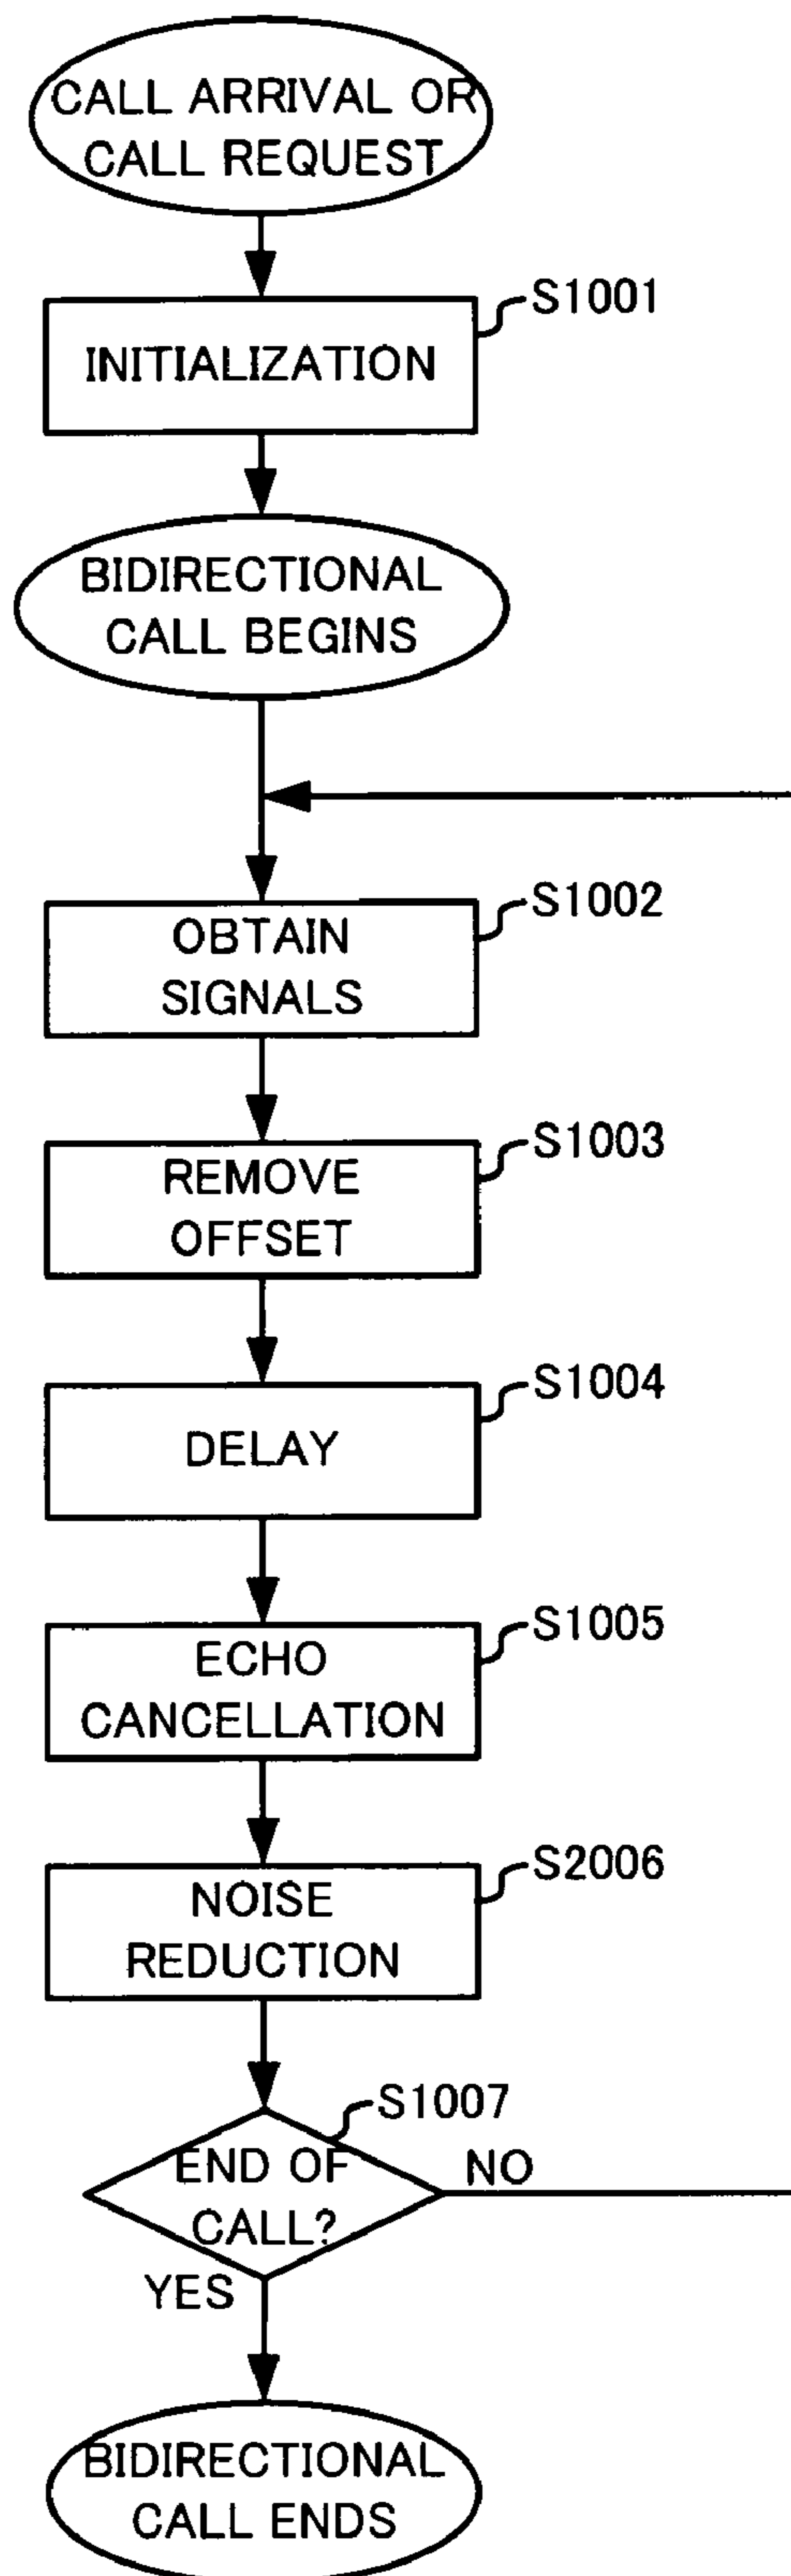 CALL ARRIVAL OR
CALL REQUEST
S1001
INITIALIZATION
BIDIRECTIONAL
CALL BEGINS
S1002
OBTAIN
SIGNALS
S1003
REMOVE
OFFSET
S1004
DELAY
S1005
ECHO
CANCELLATION
S2006
NOISE
REDUCTION
S1007
END OF
CALL?
NO
YES
BIDIRECTIONAL
CALL ENDS